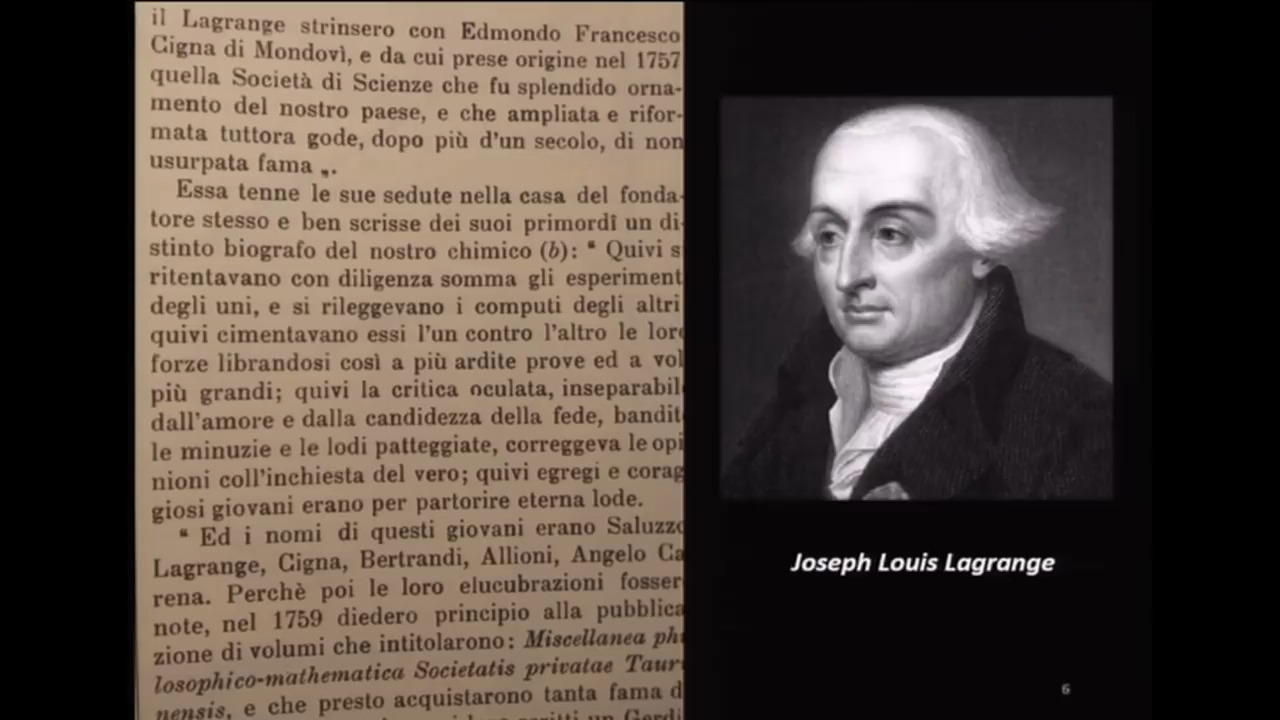 il Lagrange strinsero con Edmondo Francesco
Cigna di Mondovì, e da cui prese origine nel 1757
quella Società di Scienze che fu splendido orna-
mento del nostro paese, e che ampliata e rifor-
mata tuttora gode, dopo più d'un secolo, di non
usurpata fama „.
Essa tenne le sue sedute nella casa del fonda-
tore stesso e ben scrisse dei suoi primordî un di-
stinto biografo del nostro chimico (b): “ Quivi s
ritentavano con diligenza somma gli esperiment
degli uni, e si rileggevano i computi degli altri
quivi cimentavano essi l'un contro l'altro le lor
forze librandosi così a più ardite prove ed a vol
più grandi; quivi la critica oculata, inseparabil
dall'amore e dalla candidezza della fede, bandit
le minuzie e le lodi patteggiate, correggeva le opi
nioni coll'inchiesta del vero; quivi egregi e corag
giosi giovani erano per partorire eterna lode.
“ Ed i nomi di questi giovani erano Saluzzo
Lagrange, Cigna, Bertrandi, Allioni, Angelo Ca
rena. Perchè poi le loro elucubrazioni fosser
note, nel 1759 diedero principio alla pubblica
zione di volumi che intitolarono: Miscellanea phi
losophico-mathematica Societatis privatae Tauri
nensis, e che presto acquistarono tanta fama d
Joseph Louis Lagrange
6